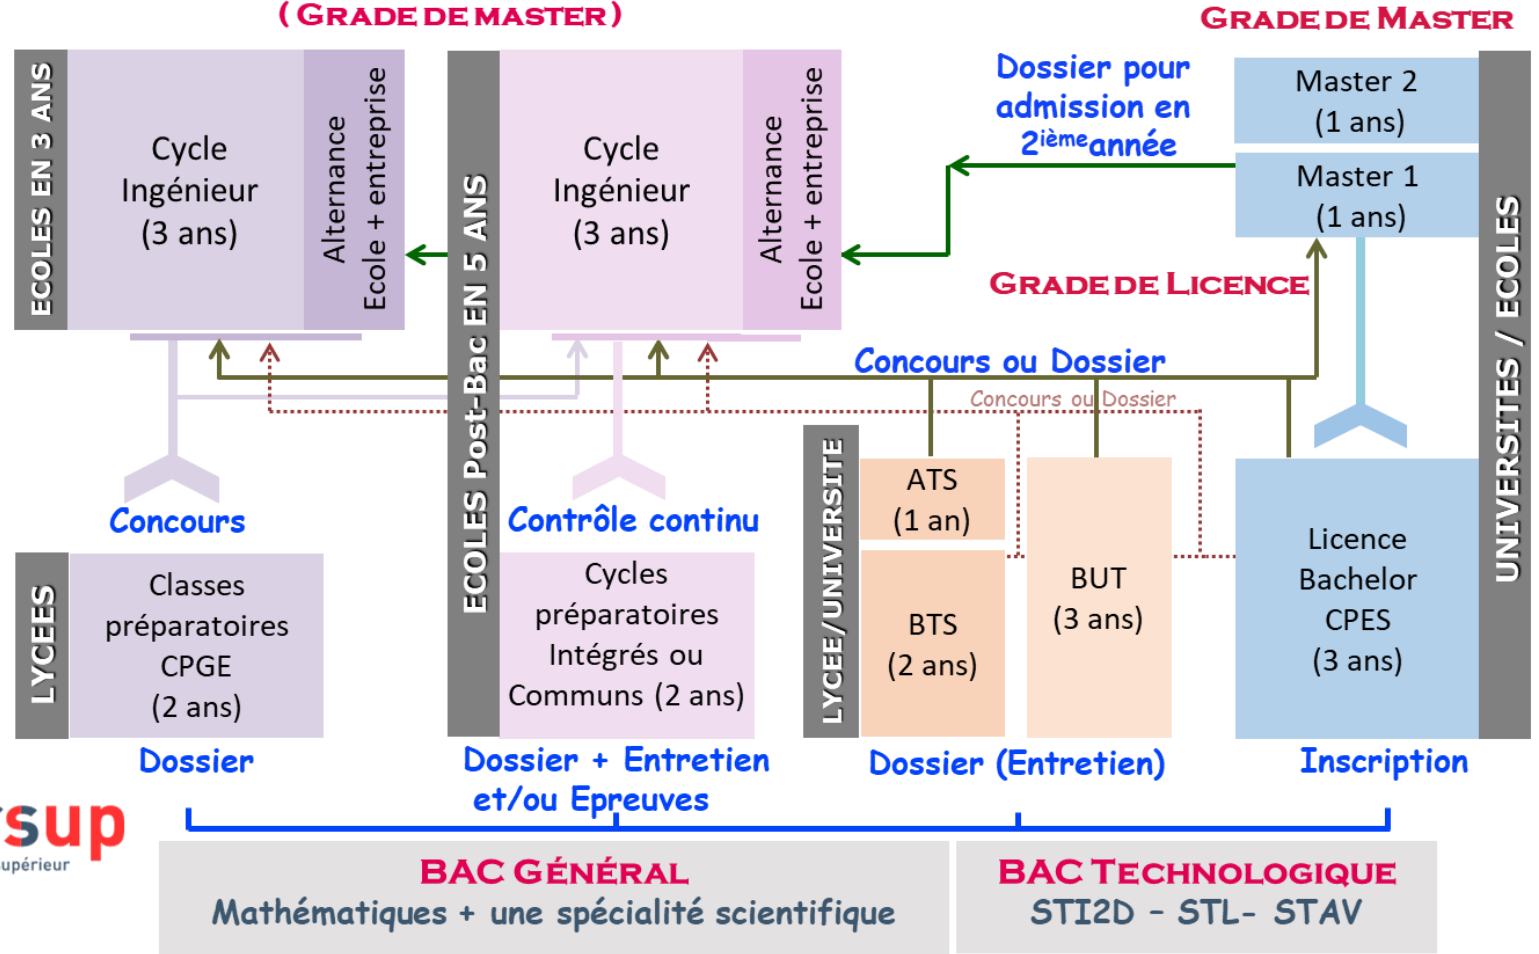 ( GRADE DE MASTER )
GRADE DE MASTER
ECOLES EN 3 ANS
Cycle
Ingénieur
(3 ans)
Alternance
Ecole + entreprise
ECOLES Post-Bac EN 5 ANS
Cycle
Ingénieur
(3 ans)
Alternance
Ecole + entreprise
Dossier pour
admission en
2ième année
Master 2
(1 ans)
Master 1
(1 ans)
UNIVERSITES / ECOLES
GRADE DE LICENCE
Concours ou Dossier
Concours ou Dossier
Concours
Contrôle continu
LYCEES
Classes
préparatoires
CPGE
(2 ans)
Cycles
préparatoires
Intégrés ou
Communs (2 ans)
LYCEE/UNIVERSITE
ATS
(1 an)
BTS
(2 ans)
BUT
(3 ans)
Licence
Bachelor
CPES
(3 ans)
Dossier
Dossier + Entretien
et/ou Epreuves
Dossier (Entretien)
Inscription
sup
supérieur
BAC GÉNÉRAL
Mathématiques + une spécialité scientifique
BAC TECHNOLOGIQUE
STI2D – STL- STAV